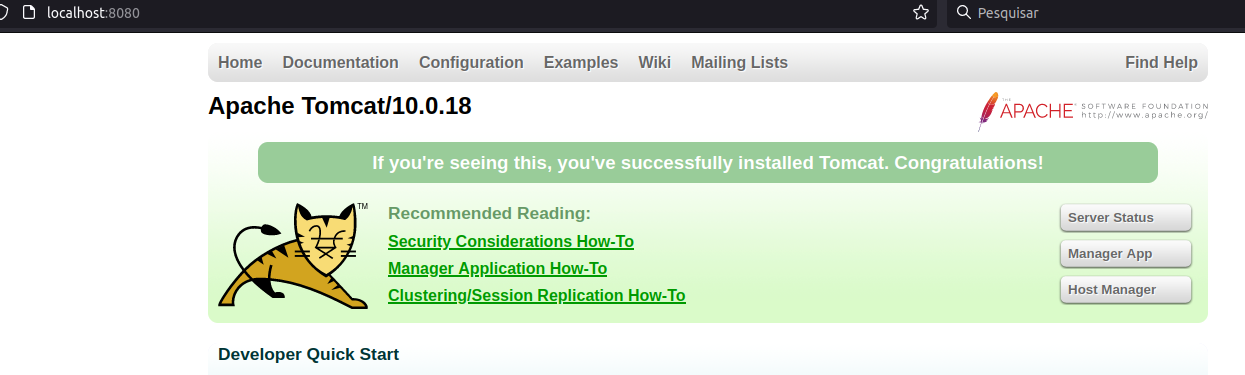 localhost:8080
Pesquisar
Home Documentation Configuration Examples Wiki Mailing Lists Find Help
Apache Tomcat/10.0.18
THE
APACHE
SOFTWARE FOUNDATION
http://www.apache.org/
If you're seeing this, you've successfully installed Tomcat. Congratulations!
TM
Recommended Reading:
Security Considerations How-To
Manager Application How-To
Clustering/Session Replication How-To
Server Status
Manager App
Host Manager
Developer Quick Start